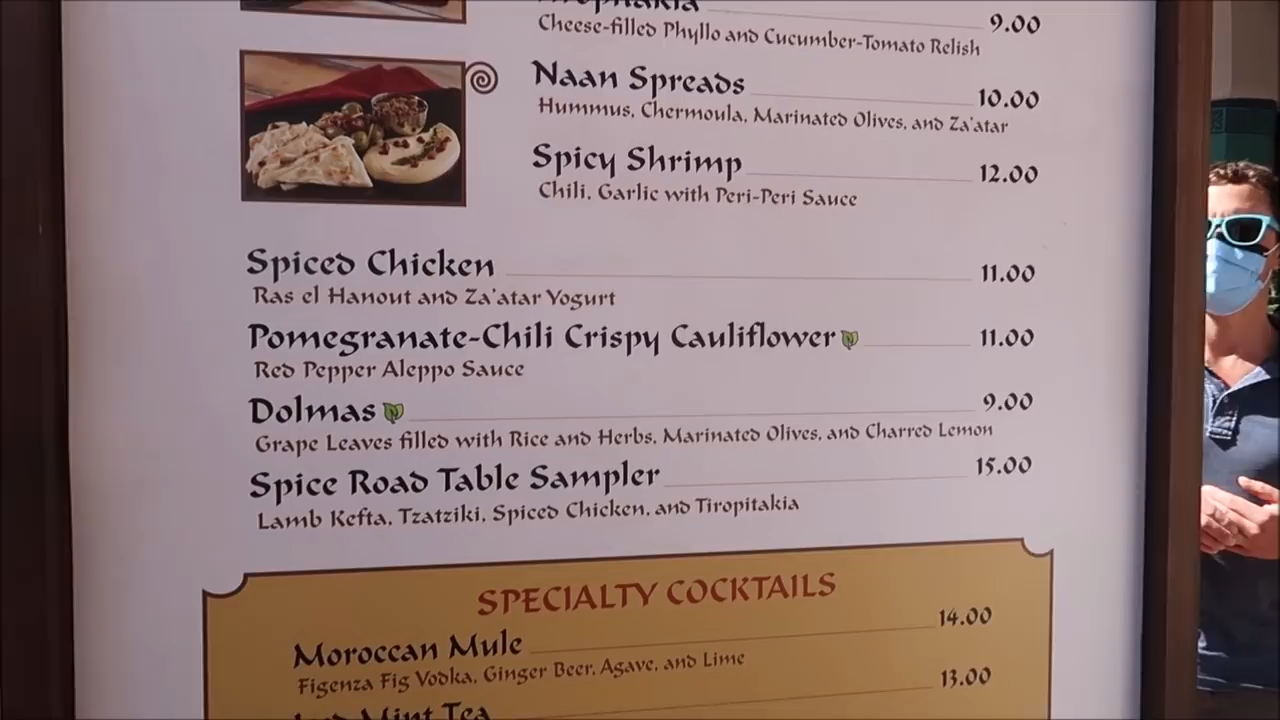 Tiropitakia 9.00
Cheese-filled Phyllo and Cucumber-Tomato Relish
Naan Spreads 10.00
Hummus, Chermoula, Marinated Olives, and Za'atar
Spicy Shrimp 12.00
Chili, Garlic with Peri-Peri Sauce
Spiced Chicken 11.00
Ras el Hanout and Za'atar Yogurt
Pomegranate-Chili Crispy Cauliflower 11.00
Red Pepper Aleppo Sauce
Dolmas 9.00
Grape Leaves filled with Rice and Herbs, Marinated Olives, and Charred Lemon
Spice Road Table Sampler 15.00
Lamb Kefta, Tzatziki, Spiced Chicken, and Tiropitakia
SPECIALTY COCKTAILS
Moroccan Mule 14.00
Figenza Fig Vodka, Ginger Beer, Agave, and Lime
Iced Mint Tea 13.00